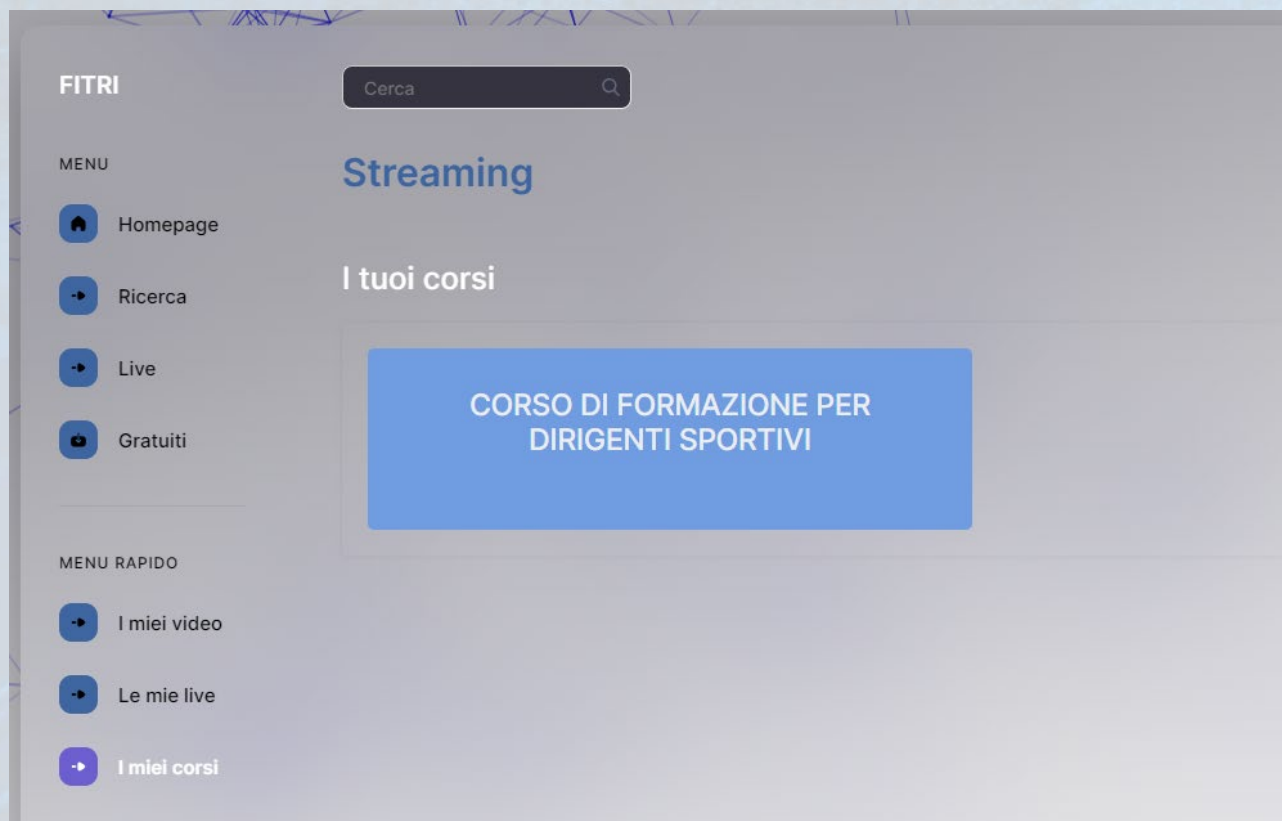 FITRI
Cerca
MENU
Streaming
Homepage
I tuoi corsi
Ricerca
Live
CORSO DI FORMAZIONE PER
DIRIGENTI SPORTIVI
Gratuiti
MENU RAPIDO
I miei video
Le mie live
I miei corsi